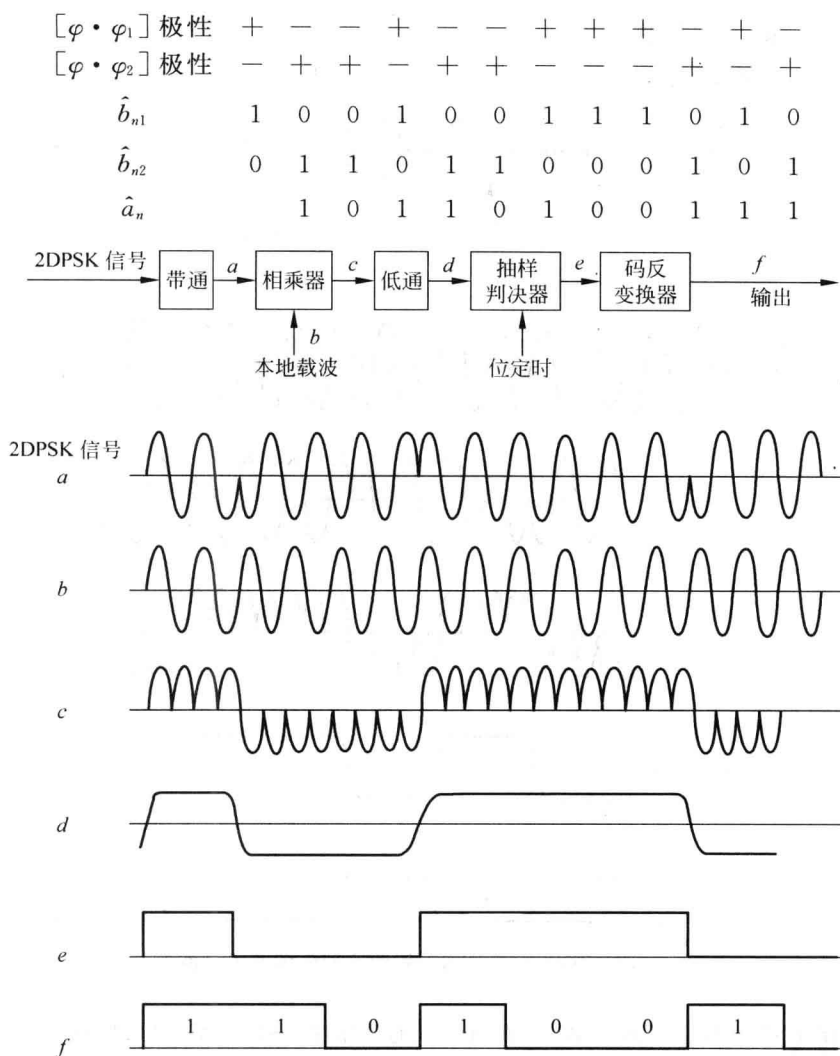 [φ·φ₁]极性 + − − + − − + + + − + −
[φ·φ₂]极性 − + + − + + − − − + − +
b̂ₙ₁ 1 0 0 1 0 0 1 1 1 0 1 0
b̂ₙ₂ 0 1 1 0 1 1 0 0 0 1 0 1
âₙ 1 0 1 1 0 1 0 0 1 1 1
2DPSK 信号 带通 a 相乘器 c 低通 d 抽样判决器 e 码反变换器 f 输出
b
本地载波 位定时
2DPSK 信号
a
b
c
d
e
f 1 1 0 1 0 0 1